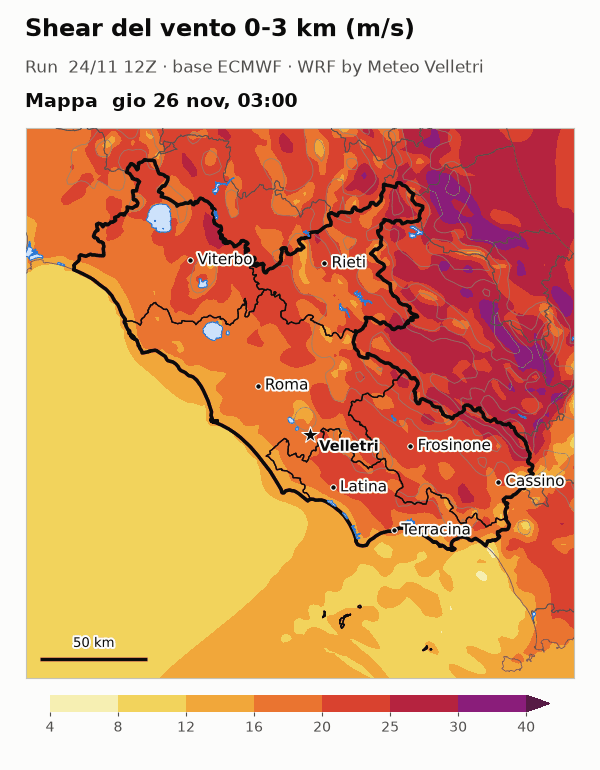 Shear del vento 0-3 km (m/s)
Run  24/11 12Z · base ECMWF · WRF by Meteo Velletri
Mappa  gio 26 nov, 03:00
Viterbo
Rieti
Roma
Velletri
Frosinone
Cassino
Latina
Terracina
50 km
4 8 12 16 20 25 30 40